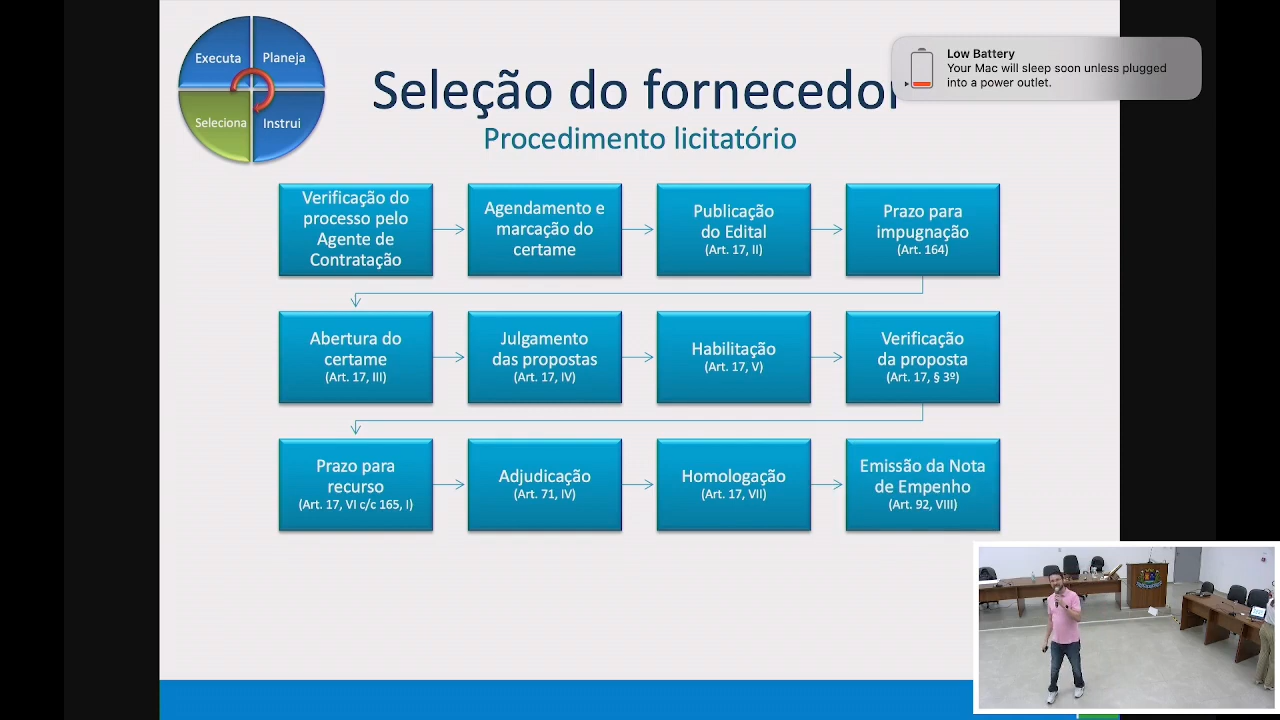 Executa
Planeja
Seleciona
Instrui
Seleção do fornecedor
Procedimento licitatório
Low Battery
Your Mac will sleep soon unless plugged
into a power outlet.
Verificação do
processo pelo
Agente de
Contratação
Agendamento e
marcação do
certame
Publicação
do Edital
(Art. 17, II)
Prazo para
impugnação
(Art. 164)
Abertura do
certame
(Art. 17, III)
Julgamento
das propostas
(Art. 17, IV)
Habilitação
(Art. 17, V)
Verificação
da proposta
(Art. 17, § 3º)
Prazo para
recurso
(Art. 17, VI c/c 165, I)
Adjudicação
(Art. 71, IV)
Homologação
(Art. 17, VII)
Emissão da Nota
de Empenho
(Art. 92, VIII)